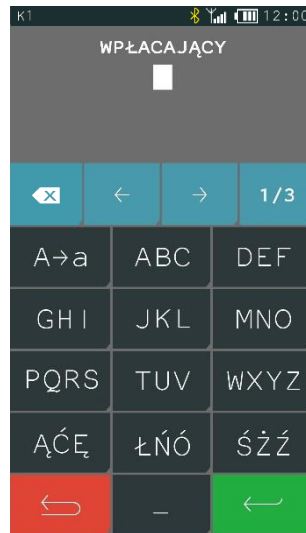 K1 12:00
WPŁACAJĄCY
← → 1/3
A→a ABC DEF
GHI JKL MNO
PQRS TUV WXYZ
ĄĆĘ ŁŃÓ ŚŻŹ
_